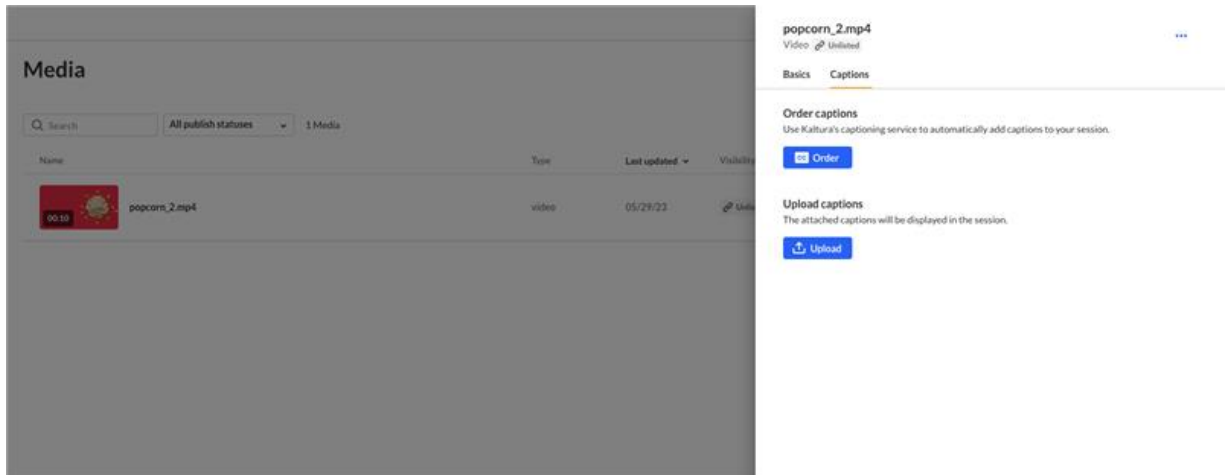 Media
Search
All publish statuses
1 Media
Name
Type
Last updated
Visibility
00:10
popcorn_2.mp4
video
05/29/23
popcorn_2.mp4
•••
Video Unlisted
Basics Captions
Order captions
Use Kaltura's captioning service to automatically add captions to your session.
CC Order
Upload captions
The attached captions will be displayed in the session.
Upload